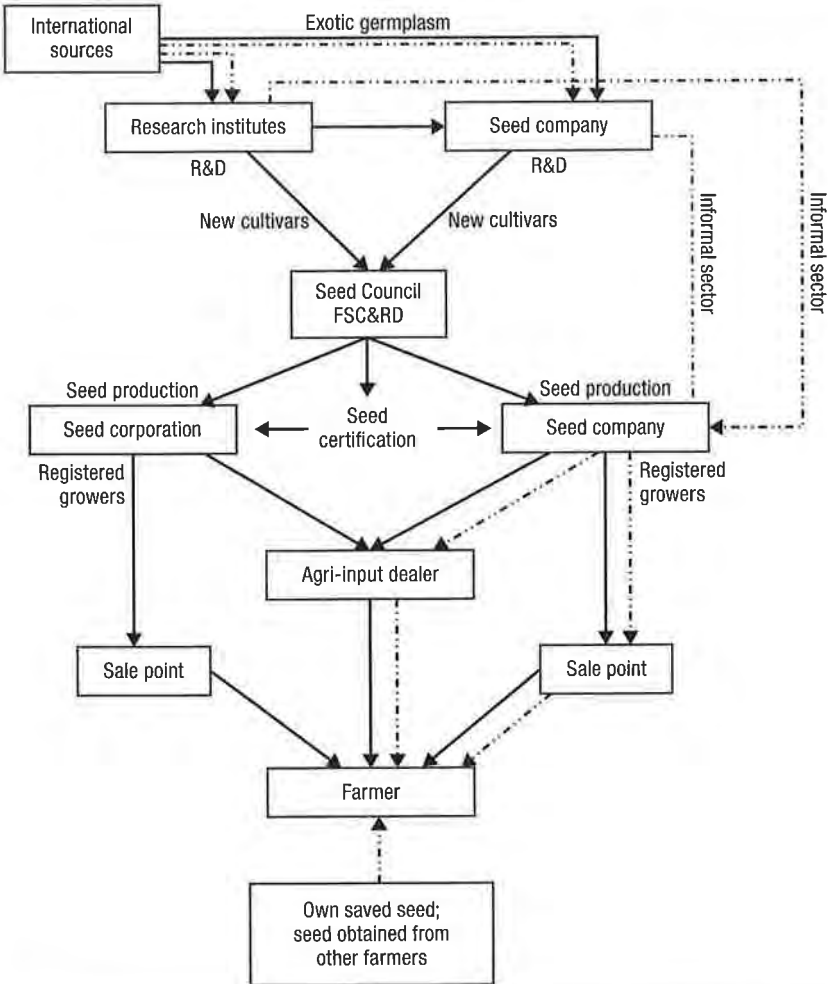 International
sources
Exotic germplasm
Research institutes
Seed company
R&D
R&D
New cultivars
New cultivars
Informal sector
Informal sector
Seed Council
FSC&RD
Seed production
Seed production
Seed corporation
Seed
certification
Seed company
Registered
growers
Registered
growers
Agri-input dealer
Sale point
Sale point
Farmer
Own saved seed;
seed obtained from
other farmers